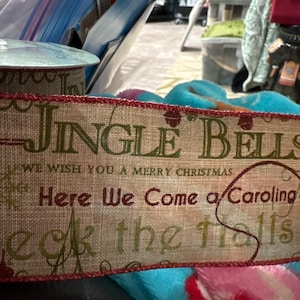 JINGLE BELLS
WE WISH YOU A MERRY CHRISTMAS
Here We Come a Caroling
eck the Halls